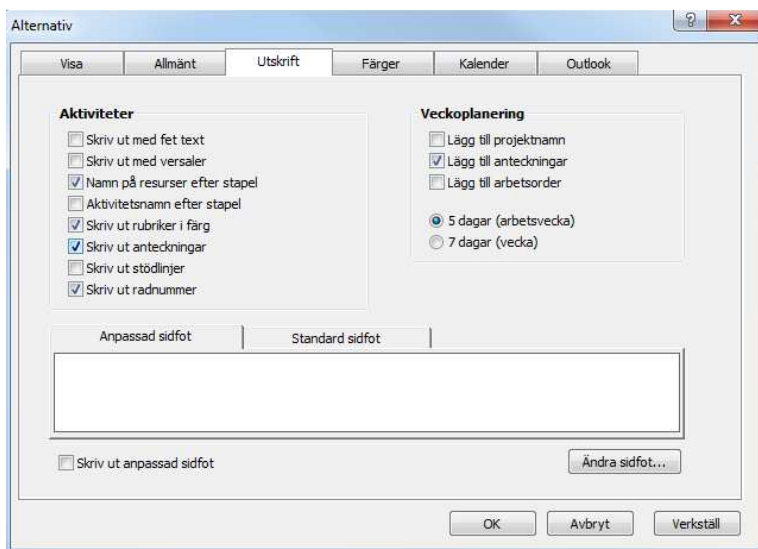 Alternativ
Visa Allmänt Utskrift Färger Kalender Outlook
Aktiviteter
Skriv ut med fet text
Skriv ut med versaler
Namn på resurser efter stapel
Aktivitetsnamn efter stapel
Skriv ut rubriker i färg
Skriv ut anteckningar
Skriv ut stödlinjer
Skriv ut radnummer
Veckoplanering
Lägg till projektnamn
Lägg till anteckningar
Lägg till arbetsorder
5 dagar (arbetsvecka)
7 dagar (vecka)
Anpassad sidfot Standard sidfot
Skriv ut anpassad sidfot
Ändra sidfot...
OK Avbryt Verkställ